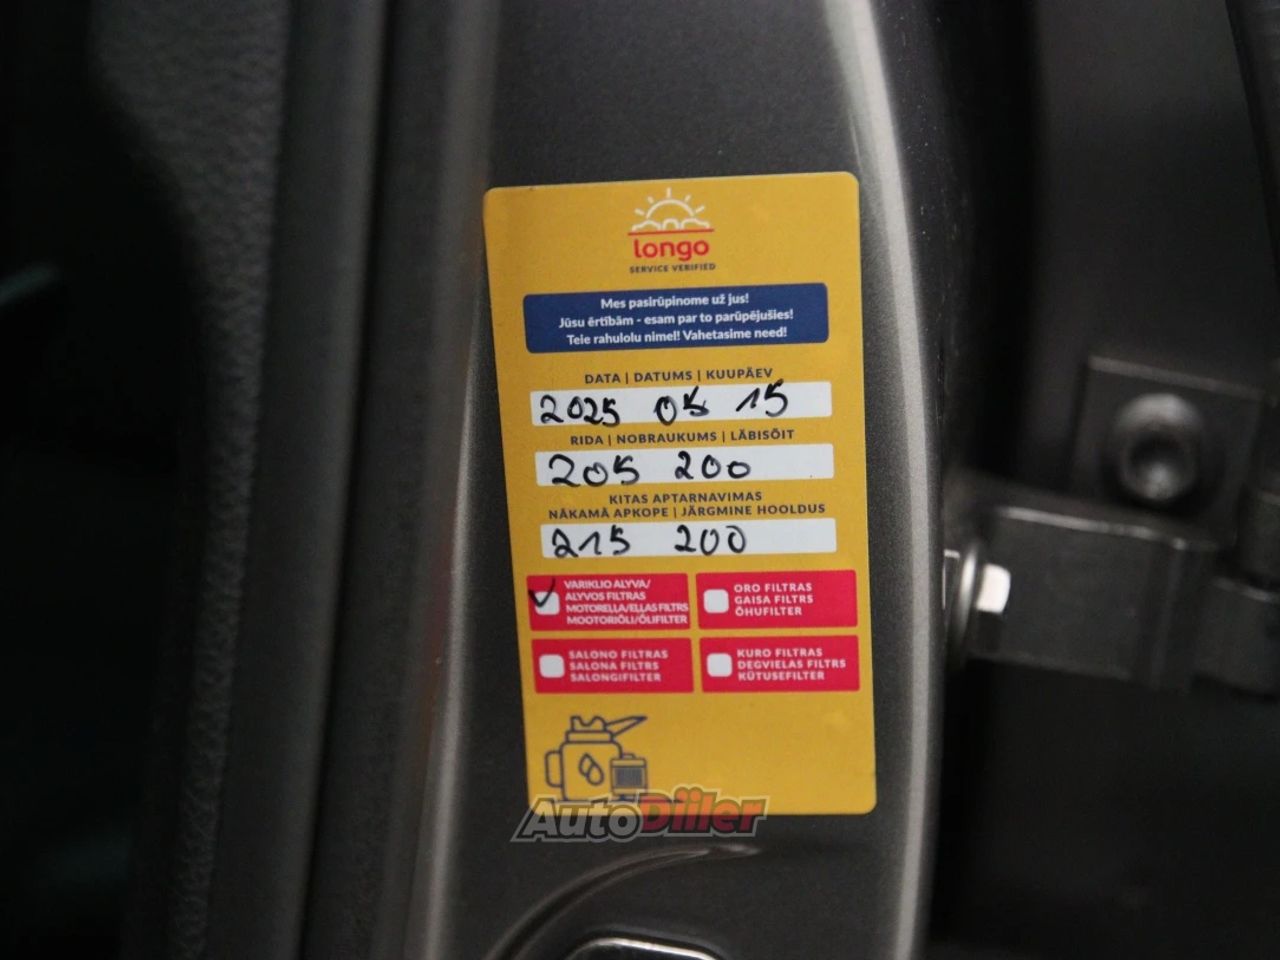 longo
SERVICE VERIFIED
Mes pasirūpinome už jus!
Jūsu ērtībām - esam par to parūpējušies!
Teie rahulolu nimel! Vahetasime need!
DATA | DATUMS | KUUPÄEV
2025 05 15
RIDA | NOBRAUKUMS | LÄBISÕIT
205 200
KITAS APTARNAVIMAS
NĀKAMĀ APKOPE | JÄRGMINE HOOLDUS
215 200
VARIKLIO ALYVA/
ALYVOS FILTRAS
MOTORELLA/ELLAS FILTRS
MOOTORIÕLI/ÕLIFILTER
ORO FILTRAS
GAISA FILTRS
ÕHUFILTER
SALONO FILTRAS
SALONA FILTRS
SALONGIFILTER
KURO FILTRAS
DEGVIELAS FILTRS
KÜTUSEFILTER
AutoDiiler